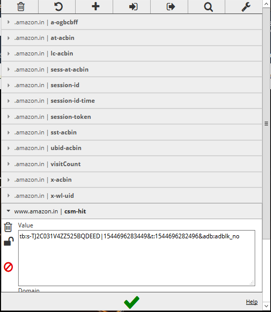 .amazon.in | a-ogbcbff
.amazon.in | at-acbin
.amazon.in | lc-acbin
.amazon.in | sess-at-acbin
.amazon.in | session-id
.amazon.in | session-id-time
.amazon.in | session-token
.amazon.in | sst-acbin
.amazon.in | ubid-acbin
.amazon.in | visitCount
.amazon.in | x-acbin
.amazon.in | x-wl-uid
www.amazon.in | csm-hit
Value
tb:s-TJ2C031V4ZZS25BQDEED|1544696283449&t:1544696282496&adb:adblk_no
Domain
Help